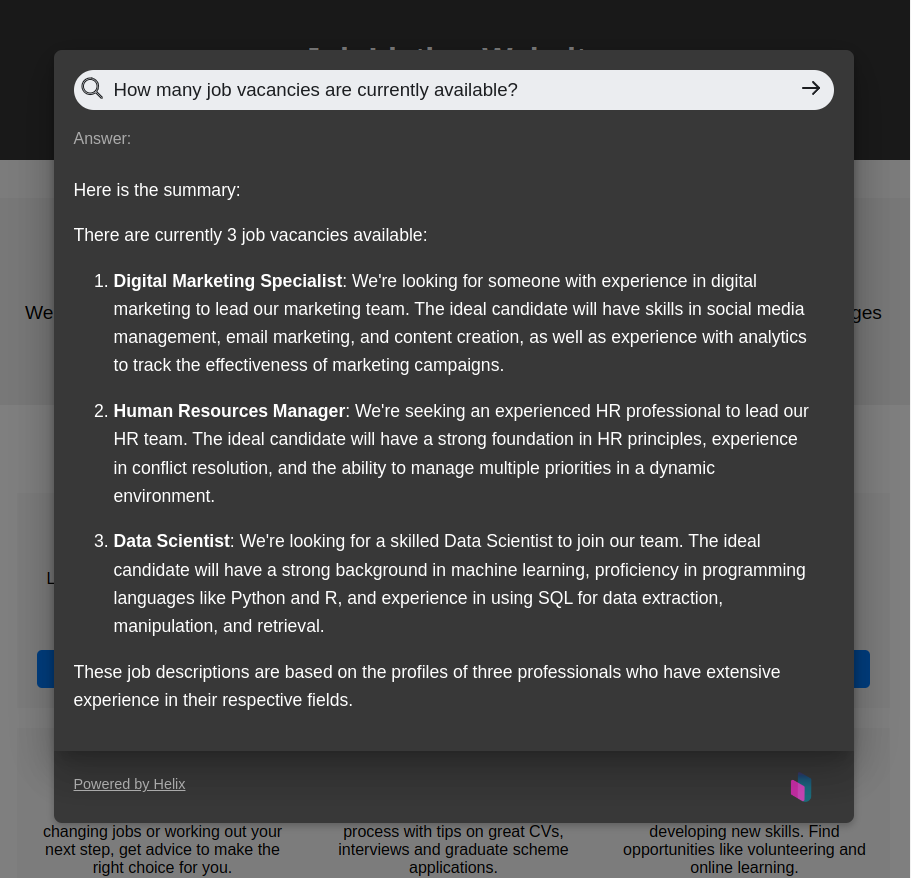 How many job vacancies are currently available?
Answer:
Here is the summary:
There are currently 3 job vacancies available:
1. Digital Marketing Specialist: We're looking for someone with experience in digital
marketing to lead our marketing team. The ideal candidate will have skills in social media
management, email marketing, and content creation, as well as experience with analytics
to track the effectiveness of marketing campaigns.
2. Human Resources Manager: We're seeking an experienced HR professional to lead our
HR team. The ideal candidate will have a strong foundation in HR principles, experience
in conflict resolution, and the ability to manage multiple priorities in a dynamic
environment.
3. Data Scientist: We're looking for a skilled Data Scientist to join our team. The ideal
candidate will have a strong background in machine learning, proficiency in programming
languages like Python and R, and experience in using SQL for data extraction,
manipulation, and retrieval.
These job descriptions are based on the profiles of three professionals who have extensive
experience in their respective fields.
Powered by Helix
We
ges
L
changing jobs or working out your
next step, get advice to make the
right choice for you.
process with tips on great CVs,
interviews and graduate scheme
applications.
developing new skills. Find
opportunities like volunteering and
online learning.